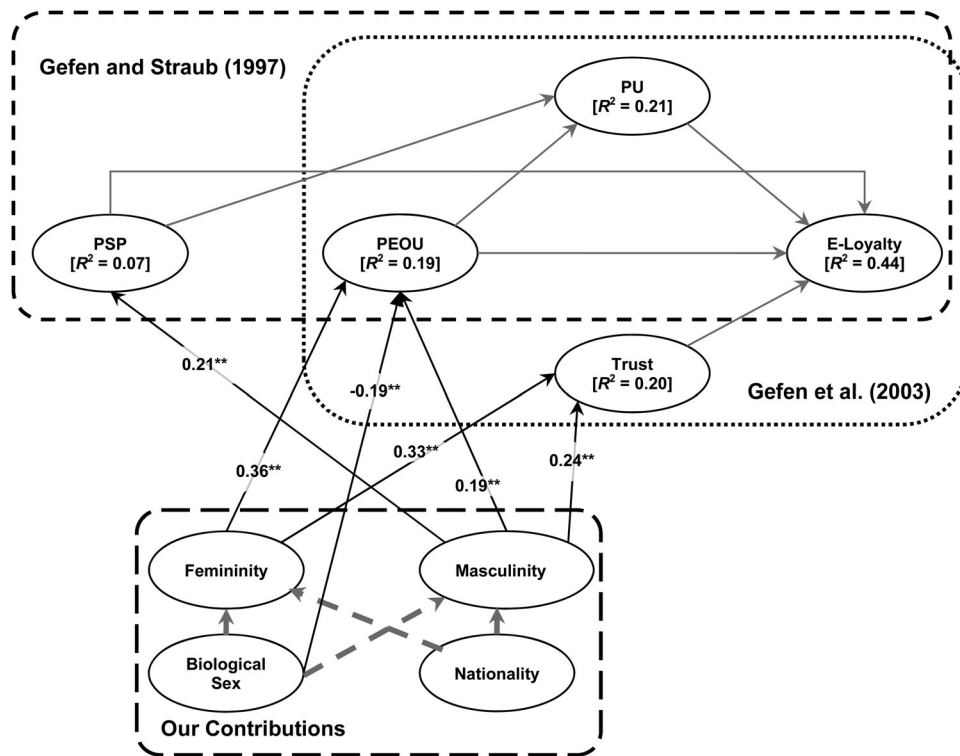 Gefen and Straub (1997)
PU
[R² = 0.21]
PSP
[R² = 0.07]
PEOU
[R² = 0.19]
E-Loyalty
[R² = 0.44]
Trust
[R² = 0.20]
Gefen et al. (2003)
0.21**
-0.19**
0.36**
0.33**
0.19**
0.24**
Femininity
Masculinity
Biological
Sex
Nationality
Our Contributions